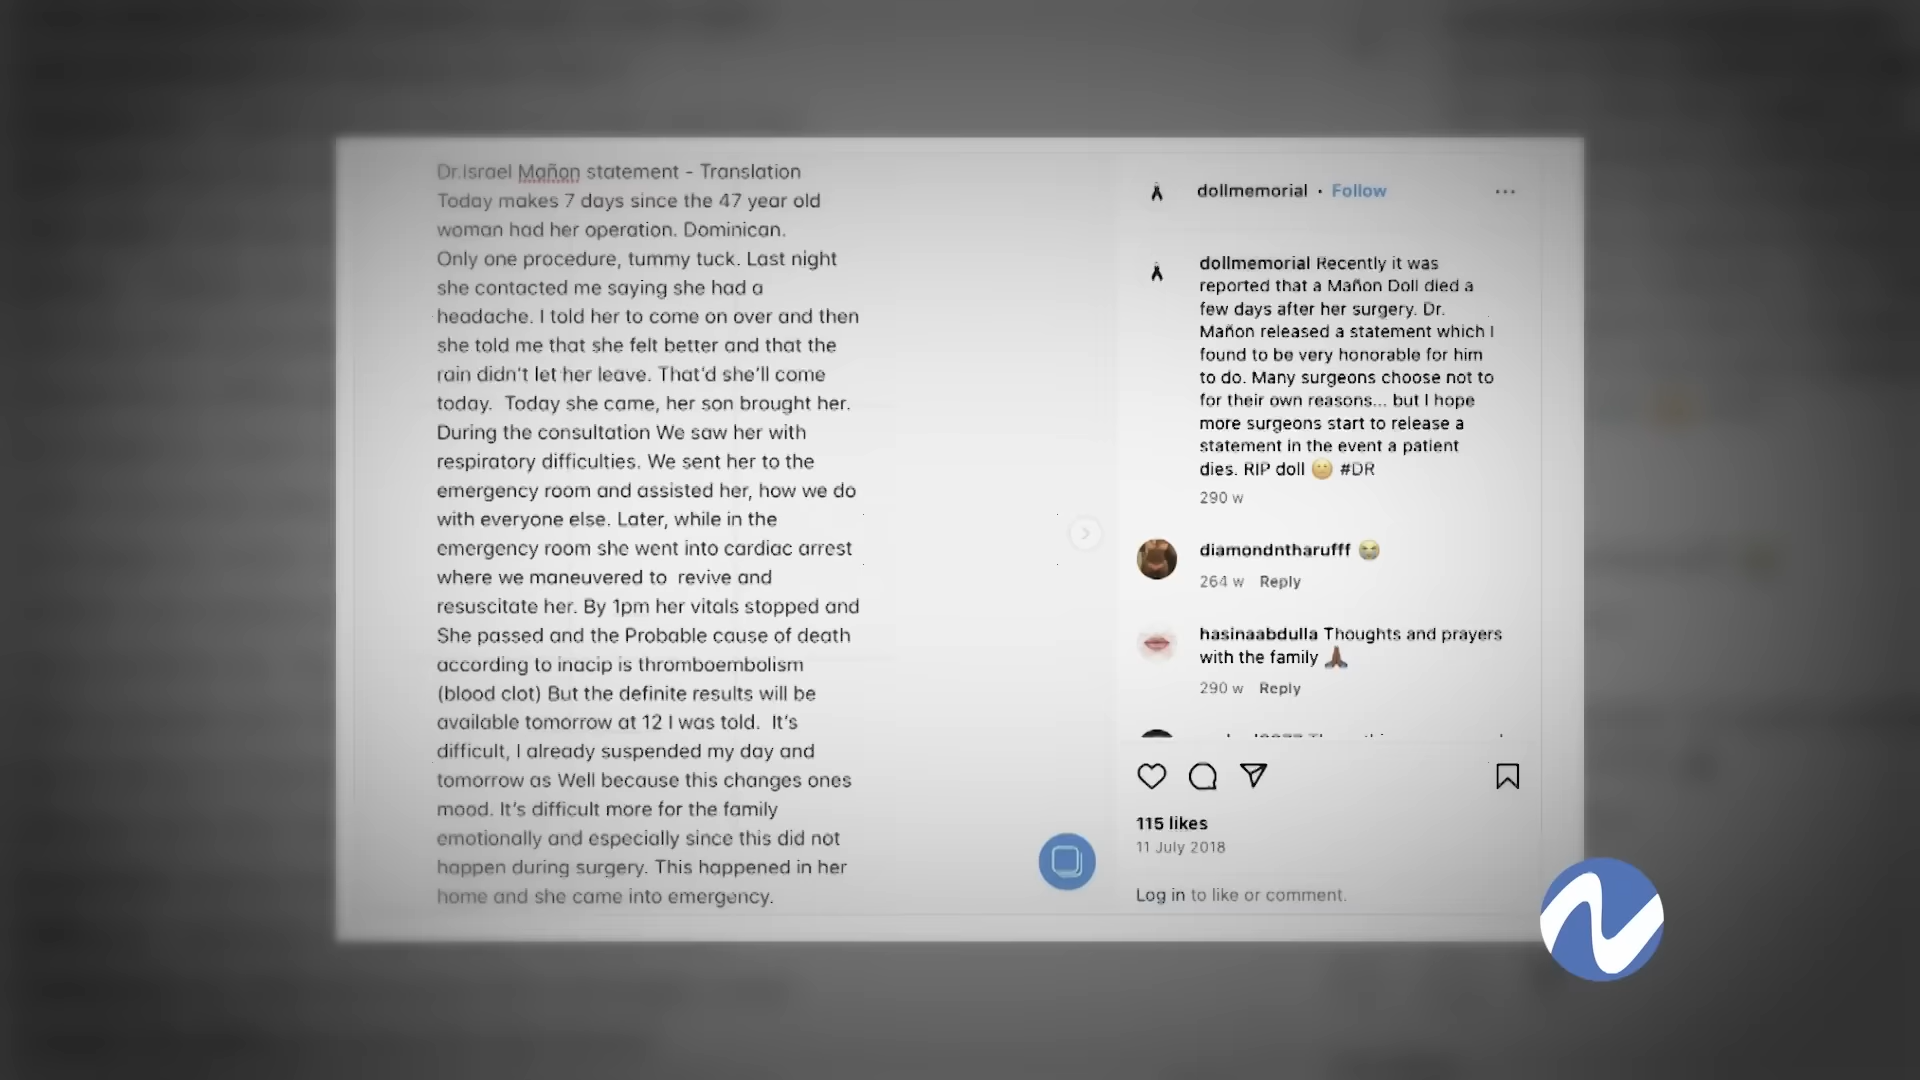 Dr.Israel Mañon statement - Translation
Today makes 7 days since the 47 year old
woman had her operation. Dominican.
Only one procedure, tummy tuck. Last night
she contacted me saying she had a
headache. I told her to come on over and then
she told me that she felt better and that the
rain didn't let her leave. That'd she'll come
today. Today she came, her son brought her.
During the consultation We saw her with
respiratory difficulties. We sent her to the
emergency room and assisted her, how we do
with everyone else. Later, while in the
emergency room she went into cardiac arrest
where we maneuvered to revive and
resuscitate her. By 1pm her vitals stopped and
She passed and the Probable cause of death
according to inacip is thromboembolism
(blood clot) But the definite results will be
available tomorrow at 12 I was told. It's
difficult, I already suspended my day and
tomorrow as Well because this changes ones
mood. It's difficult more for the family
emotionally and especially since this did not
happen during surgery. This happened in her
home and she came into emergency.
dollmemorial · Follow
dollmemorial Recently it was
reported that a Mañon Doll died a
few days after her surgery. Dr.
Mañon released a statement which I
found to be very honorable for him
to do. Many surgeons choose not to
for their own reasons... but I hope
more surgeons start to release a
statement in the event a patient
dies. RIP doll 😕 #DR
290 w
diamondntharufff 😭
264 w Reply
hasinaabdulla Thoughts and prayers
with the family 🙏🏾
290 w Reply
115 likes
11 July 2018
Log in to like or comment.